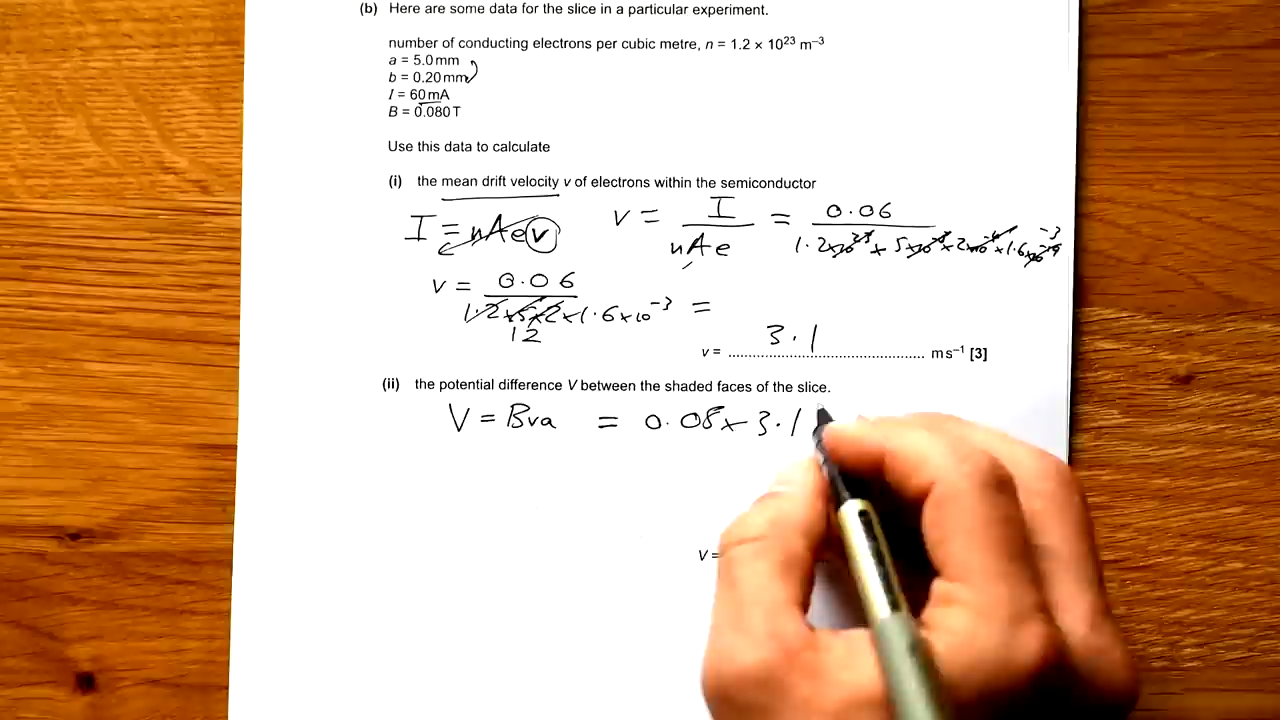 (b) Here are some data for the slice in a particular experiment.
number of conducting electrons per cubic metre, n = 1.2 × 10²³ m⁻³
a = 5.0 mm
b = 0.20 mm
I = 60 mA
B = 0.080 T
Use this data to calculate
(i) the mean drift velocity v of electrons within the semiconductor
I = nAev v = I / nAe = 0.06 / 1.2×10²³ × 5×10⁻³ × 2×10⁻⁴ × 1.6×10⁻¹⁹ ⁻³
v = 0.06 / 1.2×5×2×1.6×10⁻³ =
12
3.1
v = ........................................ m s⁻¹ [3]
(ii) the potential difference V between the shaded faces of the slice.
V = Bva = 0.08 × 3.1
V =